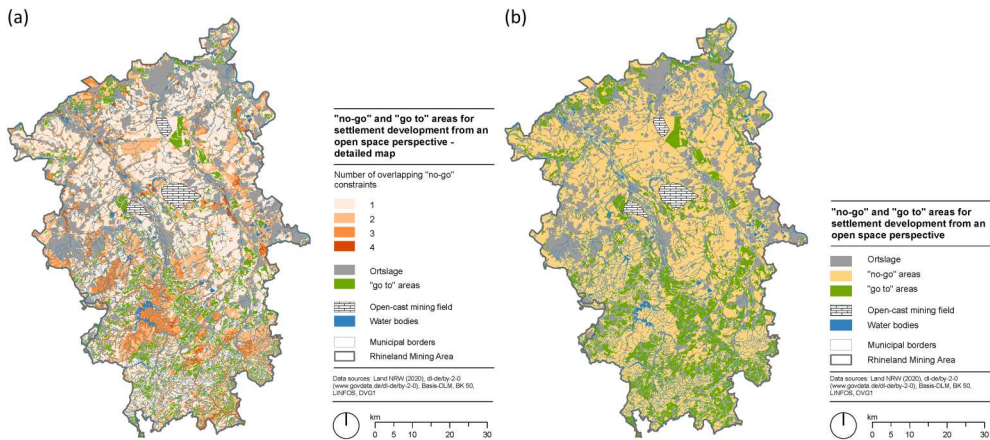 (a)
"no-go" and "go to" areas for
settlement development from an
open space perspective -
detailed map
Number of overlapping "no-go"
constraints
1
2
3
4
Ortslage
"go to" areas
Open-cast mining field
Water bodies
Municipal borders
Rhineland Mining Area
Data sources: Land NRW (2020), dl-de/by-2-0
(www.govdata.de/dl-de/by-2-0), Basis-DLM, BK 50,
LINFOS, DVG1
km
0 5 10 20 30
(b)
"no-go" and "go to" areas for
settlement development from an
open space perspective
Ortslage
"no-go" areas
"go to" areas
Open-cast mining field
Water bodies
Municipal borders
Rhineland Mining Area
Data sources: Land NRW (2020), dl-de/by-2-0
(www.govdata.de/dl-de/by-2-0), Basis-DLM, BK 50,
LINFOS, DVG1
km
0 5 10 20 30